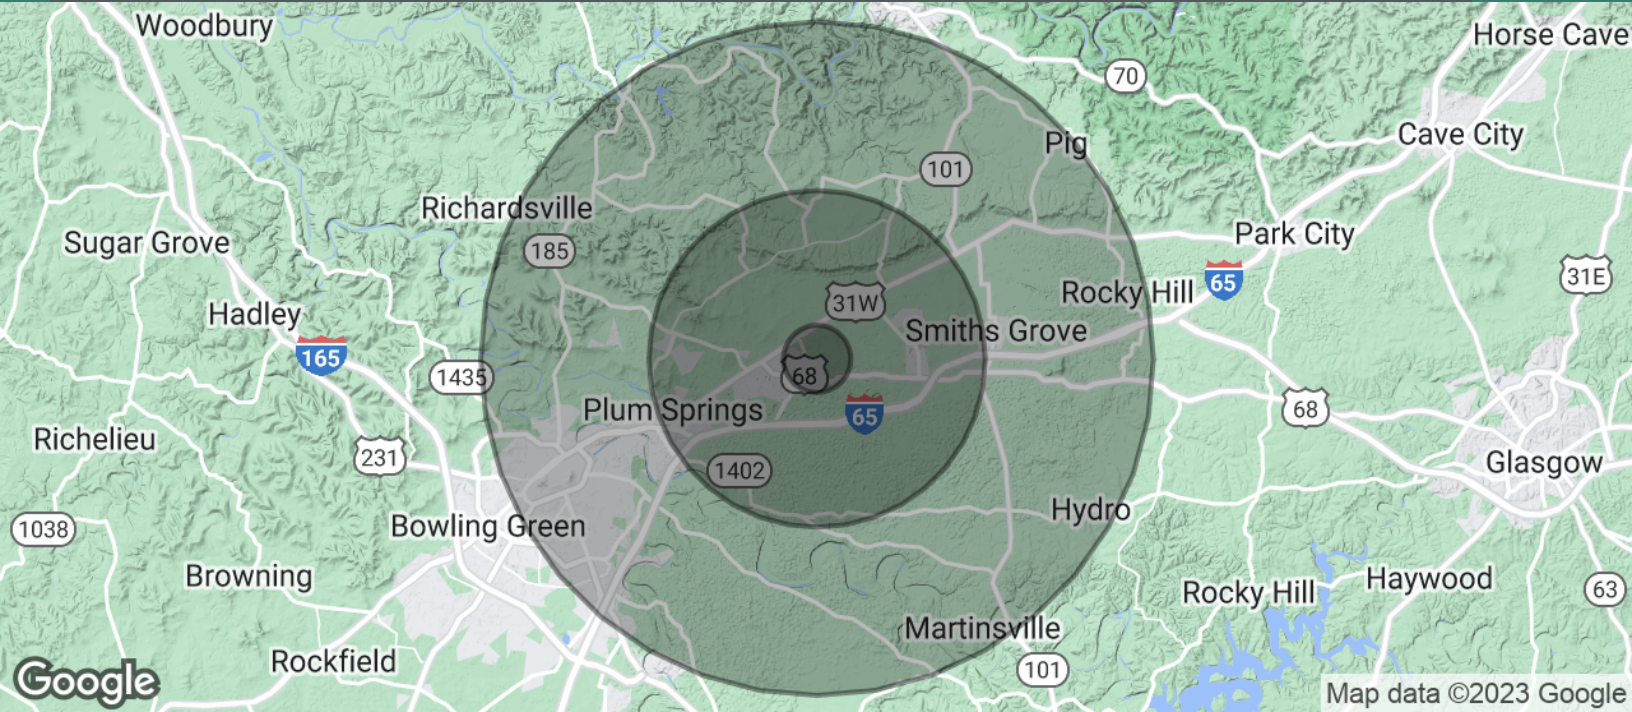 Woodbury
Horse Cave
70
Cave City
Pig
101
Richardsville
Sugar Grove
185
Park City
31E
65
Rocky Hill
31W
Hadley
Smiths Grove
165
1435
68
Plum Springs
65
68
Richelieu
231
1402
Glasgow
Hydro
1038
Bowling Green
Browning
Rocky Hill
Haywood
63
Martinsville
Rockfield
101
Google
Map data ©2023 Google